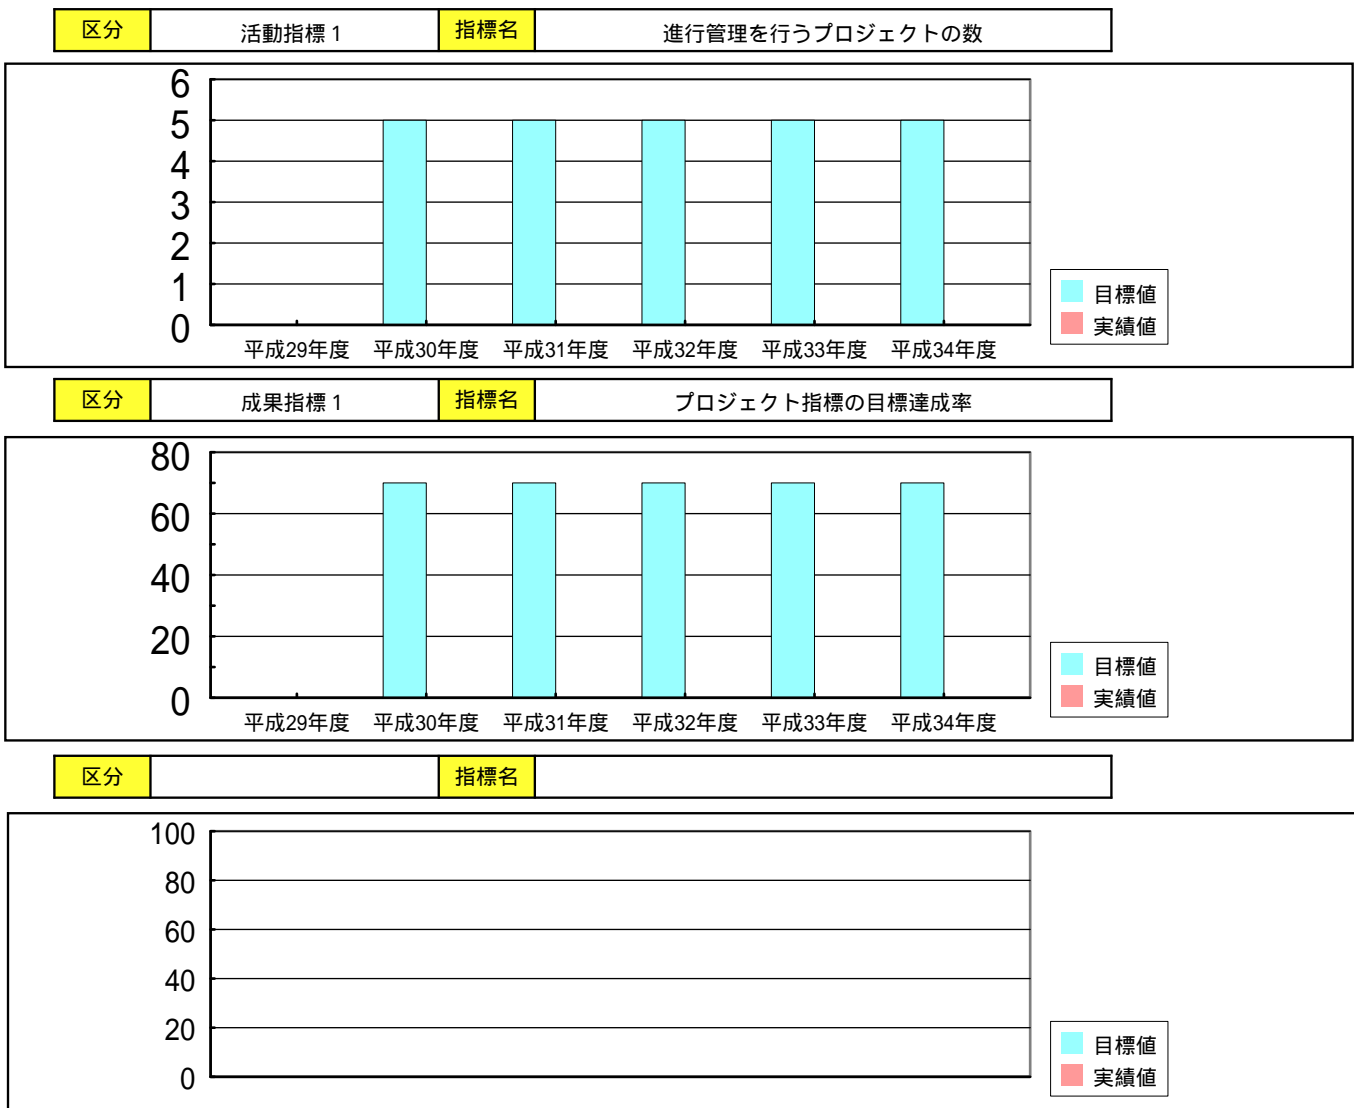 区分 活動指標1 指標名 進行管理を行うプロジェクトの数
6
5
4
3
2
1
0
平成29年度 平成30年度 平成31年度 平成32年度 平成33年度 平成34年度
目標値
実績値
区分 成果指標1 指標名 プロジェクト指標の目標達成率
80
60
40
20
0
平成29年度 平成30年度 平成31年度 平成32年度 平成33年度 平成34年度
目標値
実績値
区分 指標名
100
80
60
40
20
0
目標値
実績値